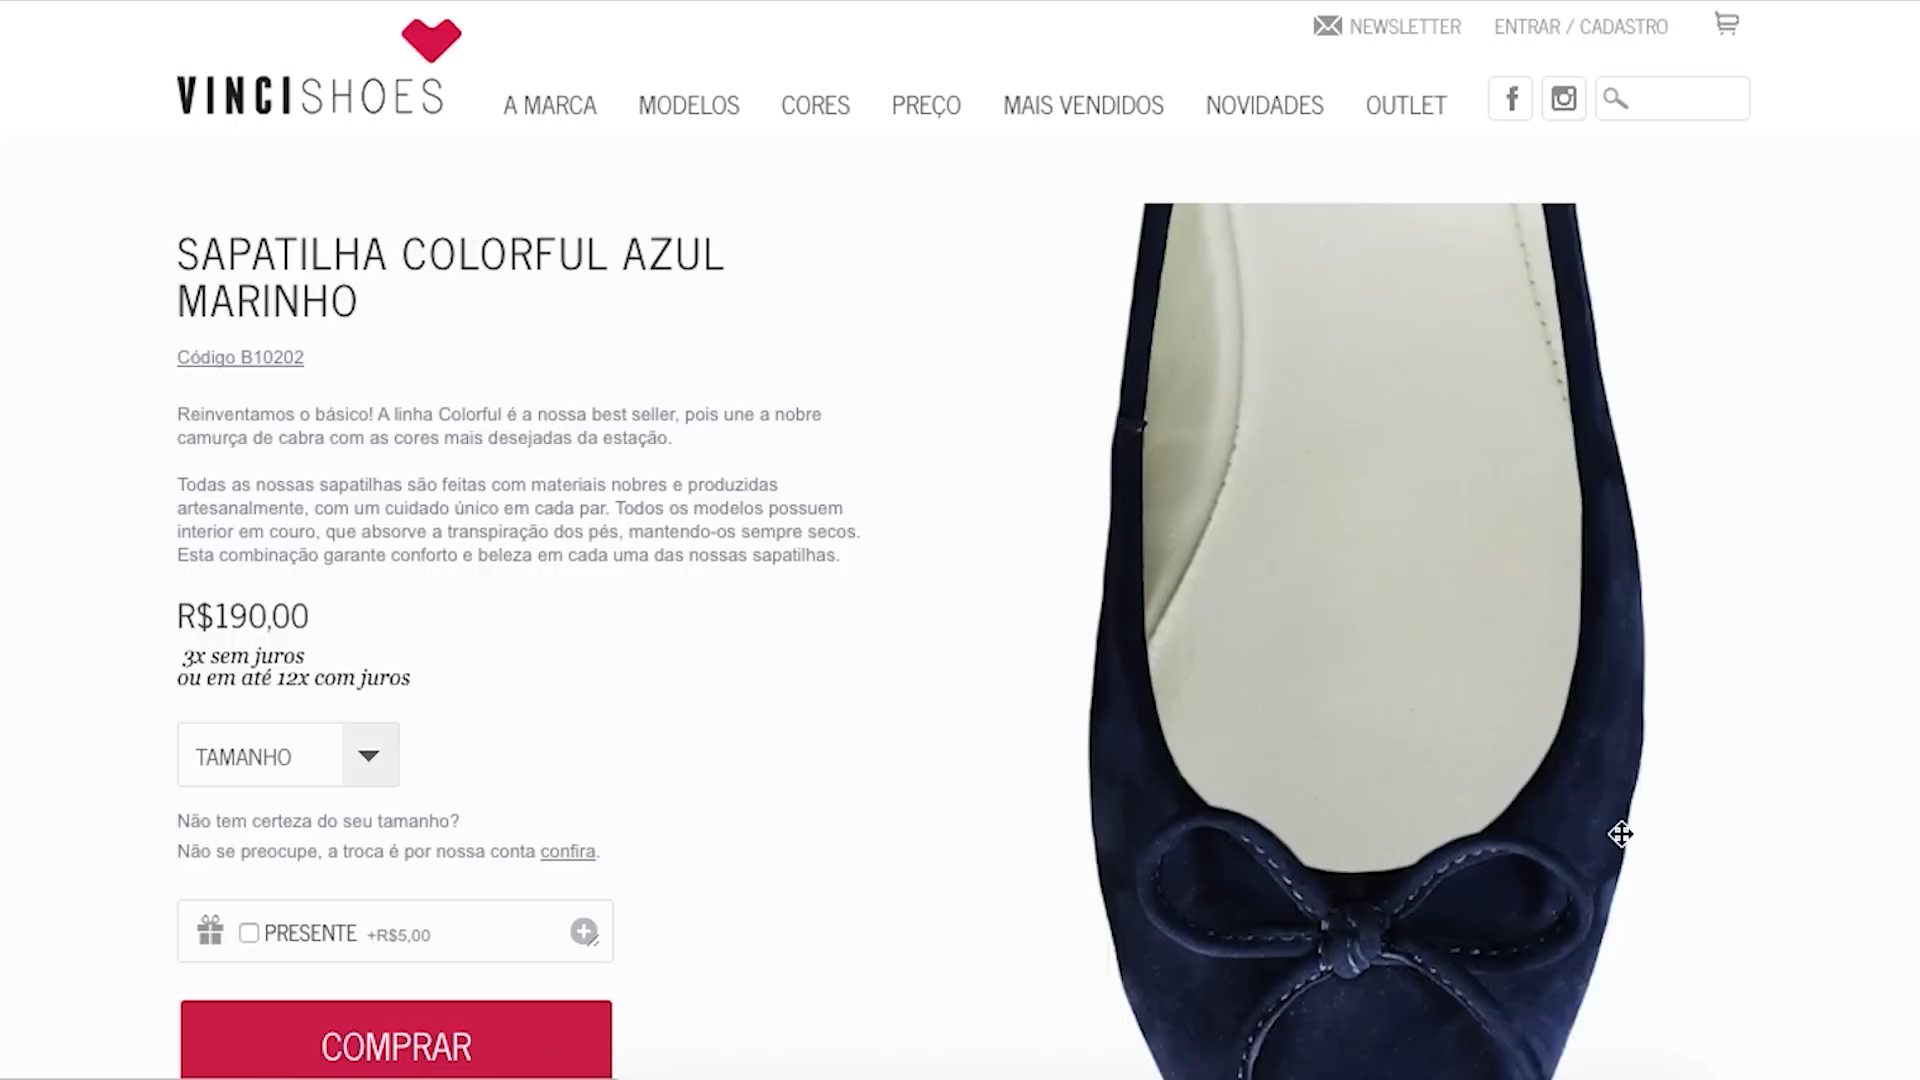 NEWSLETTER
ENTRAR / CADASTRO
VINCISHOES
A MARCA
MODELOS
CORES
PREÇO
MAIS VENDIDOS
NOVIDADES
OUTLET
SAPATILHA COLORFUL AZUL
MARINHO
Código B10202
Reinventamos o básico! A linha Colorful é a nossa best seller, pois une a nobre
camurça de cabra com as cores mais desejadas da estação.
Todas as nossas sapatilhas são feitas com materiais nobres e produzidas
artesanalmente, com um cuidado único em cada par. Todos os modelos possuem
interior em couro, que absorve a transpiração dos pés, mantendo-os sempre secos.
Esta combinação garante conforto e beleza em cada uma das nossas sapatilhas.
R$190,00
3x sem juros
ou em até 12x com juros
TAMANHO
Não tem certeza do seu tamanho?
Não se preocupe, a troca é por nossa conta confira.
PRESENTE +R$5,00
COMPRAR